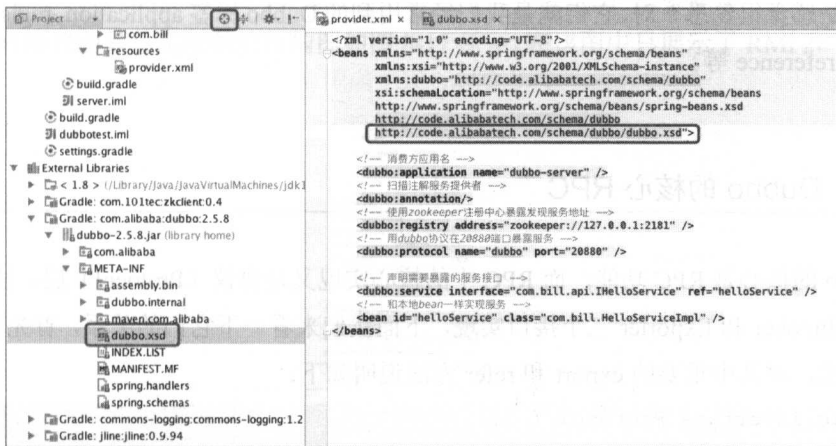 Project
com.bill
resources
provider.xml
build.gradle
server.iml
build.gradle
dubbotest.iml
settings.gradle
External Libraries
< 1.8 > (/Library/Java/JavaVirtualMachines/jdk1
Gradle: com.101tec:zkclient:0.4
Gradle: com.alibaba:dubbo:2.5.8
dubbo-2.5.8.jar (library home)
com.alibaba
META-INF
assembly.bin
dubbo.internal
maven.com.alibaba
dubbo.xsd
INDEX.LIST
MANIFEST.MF
spring.handlers
spring.schemas
Gradle: commons-logging:commons-logging:1.2
Gradle: jline:jline:0.9.94
provider.xml × dubbo.xsd ×
<?xml version="1.0" encoding="UTF-8"?>
<beans xmlns="http://www.springframework.org/schema/beans"
xmlns:xsi="http://www.w3.org/2001/XMLSchema-instance"
xmlns:dubbo="http://code.alibabatech.com/schema/dubbo"
xsi:schemaLocation="http://www.springframework.org/schema/beans
http://www.springframework.org/schema/beans/spring-beans.xsd
http://code.alibabatech.com/schema/dubbo
http://code.alibabatech.com/schema/dubbo/dubbo.xsd">
<!-- 消费方应用名 -->
<dubbo:application name="dubbo-server" />
<!-- 扫描注解服务提供者 -->
<dubbo:annotation/>
<!-- 使用zookeeper注册中心暴露发现服务地址 -->
<dubbo:registry address="zookeeper://127.0.0.1:2181" />
<!-- 用dubbo协议在20880端口暴露服务 -->
<dubbo:protocol name="dubbo" port="20880" />
<!-- 声明需要暴露的服务接口 -->
<dubbo:service interface="com.bill.api.IHelloService" ref="helloService" />
<!-- 和本地bean一样实现服务 -->
<bean id="helloService" class="com.bill.HelloServiceImpl" />
</beans>